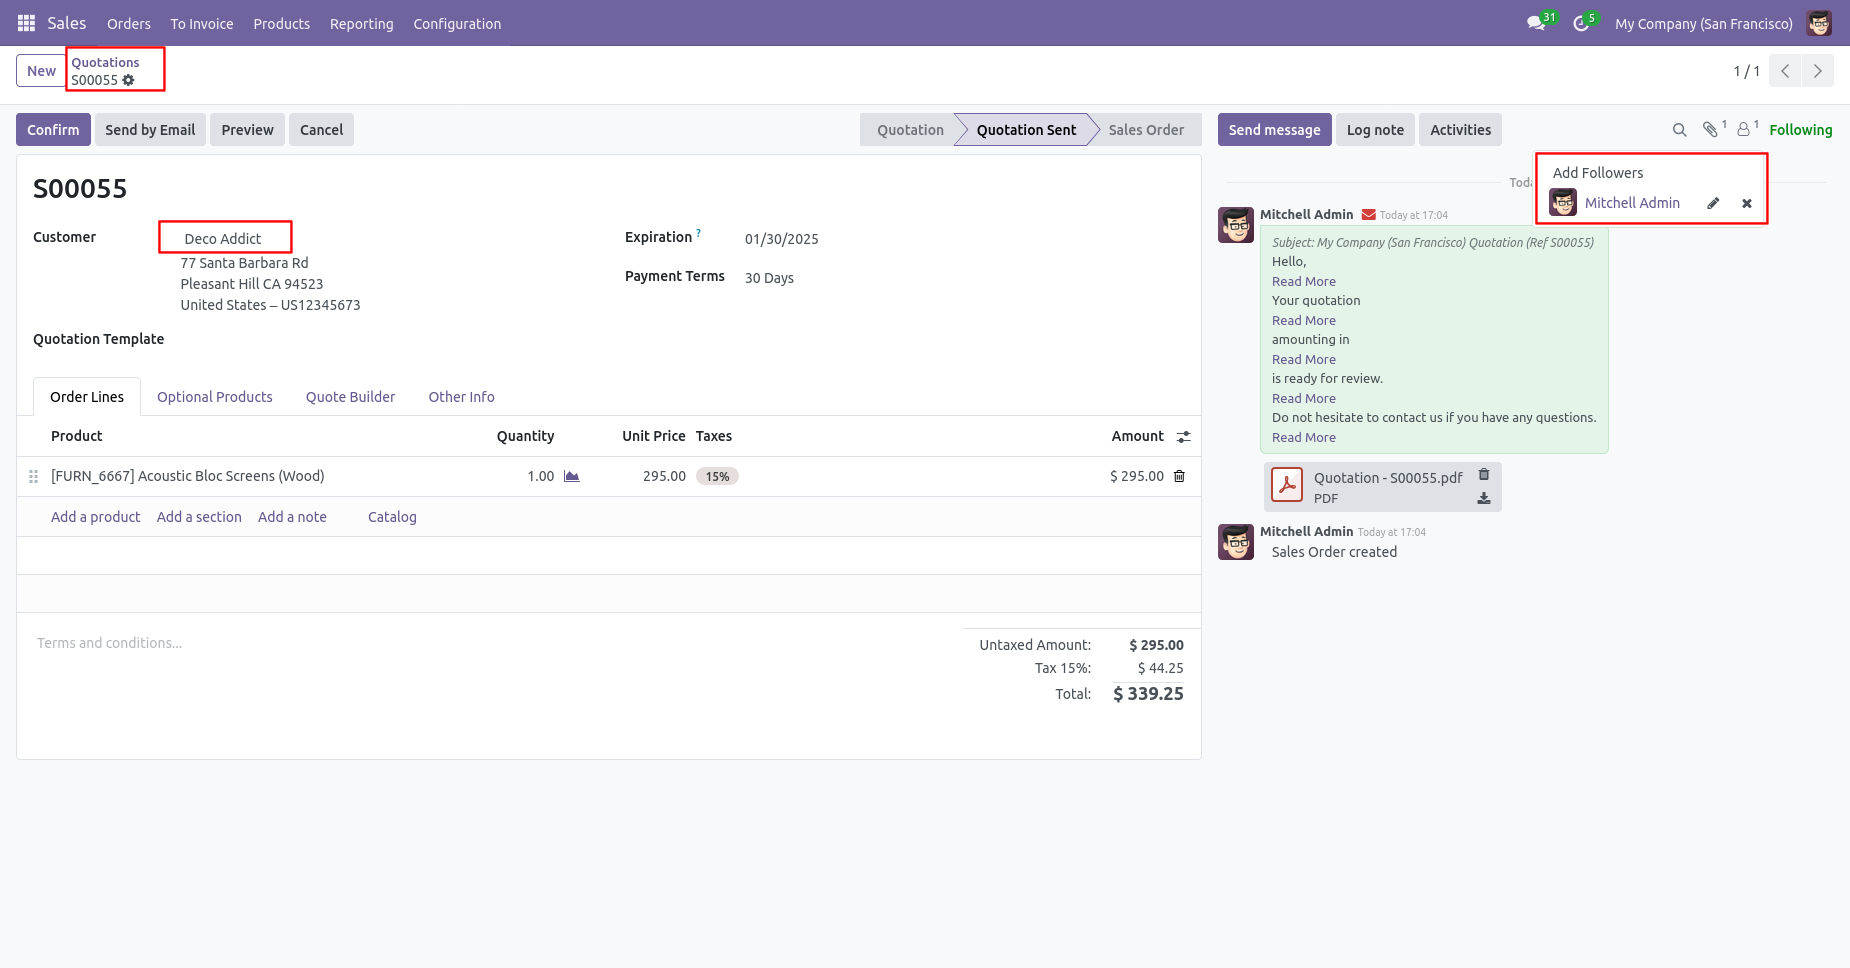 Sales Orders To Invoice Products Reporting Configuration 31 5 My Company (San Francisco)
New Quotations
S00055
1 / 1
Confirm Send by Email Preview Cancel Quotation Quotation Sent Sales Order Send message Log note Activities 1 1 Following
S00055
Customer Deco Addict
77 Santa Barbara Rd
Pleasant Hill CA 94523
United States – US12345673
Expiration ? 01/30/2025
Payment Terms 30 Days
Quotation Template
Order Lines Optional Products Quote Builder Other Info
Product Quantity Unit Price Taxes Amount
[FURN_6667] Acoustic Bloc Screens (Wood) 1.00 295.00 15% $ 295.00
Add a product Add a section Add a note Catalog
Terms and conditions...
Untaxed Amount: $ 295.00
Tax 15%: $ 44.25
Total: $ 339.25
Add Followers
Mitchell Admin
Mitchell Admin Today at 17:04
Subject: My Company (San Francisco) Quotation (Ref S00055)
Hello,
Read More
Your quotation
Read More
amounting in
Read More
is ready for review.
Read More
Do not hesitate to contact us if you have any questions.
Read More
Quotation - S00055.pdf
PDF
Mitchell Admin Today at 17:04
Sales Order created